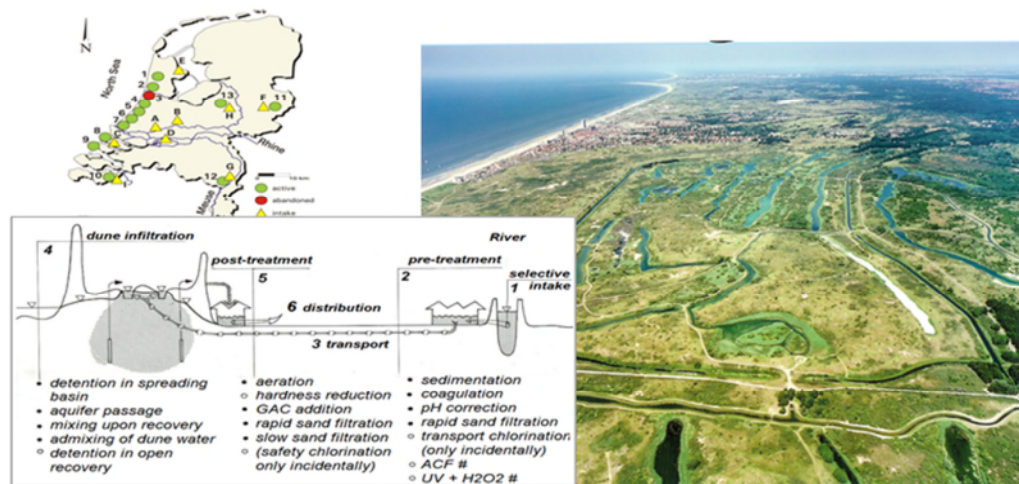 N
North Sea
1
2
3
4
5
6
7
8
9
10
11
12
13
A
B
C
D
E
F
G
H
Rhine
Meuse
0 10 km
active
abandoned
intake
4
dune infiltration
post-treatment
5
pre-treatment
2
River
selective
1 intake
6 distribution
3 transport
• detention in spreading
basin
• aquifer passage
• mixing upon recovery
• admixing of dune water
○ detention in open
recovery
• aeration
○ hardness reduction
• GAC addition
• rapid sand filtration
• slow sand filtration
○ (safety chlorination
only incidentally)
• sedimentation
• coagulation
• pH correction
• rapid sand filtration
○ transport chlorination
(only incidentally)
○ ACF #
○ UV + H2O2 #